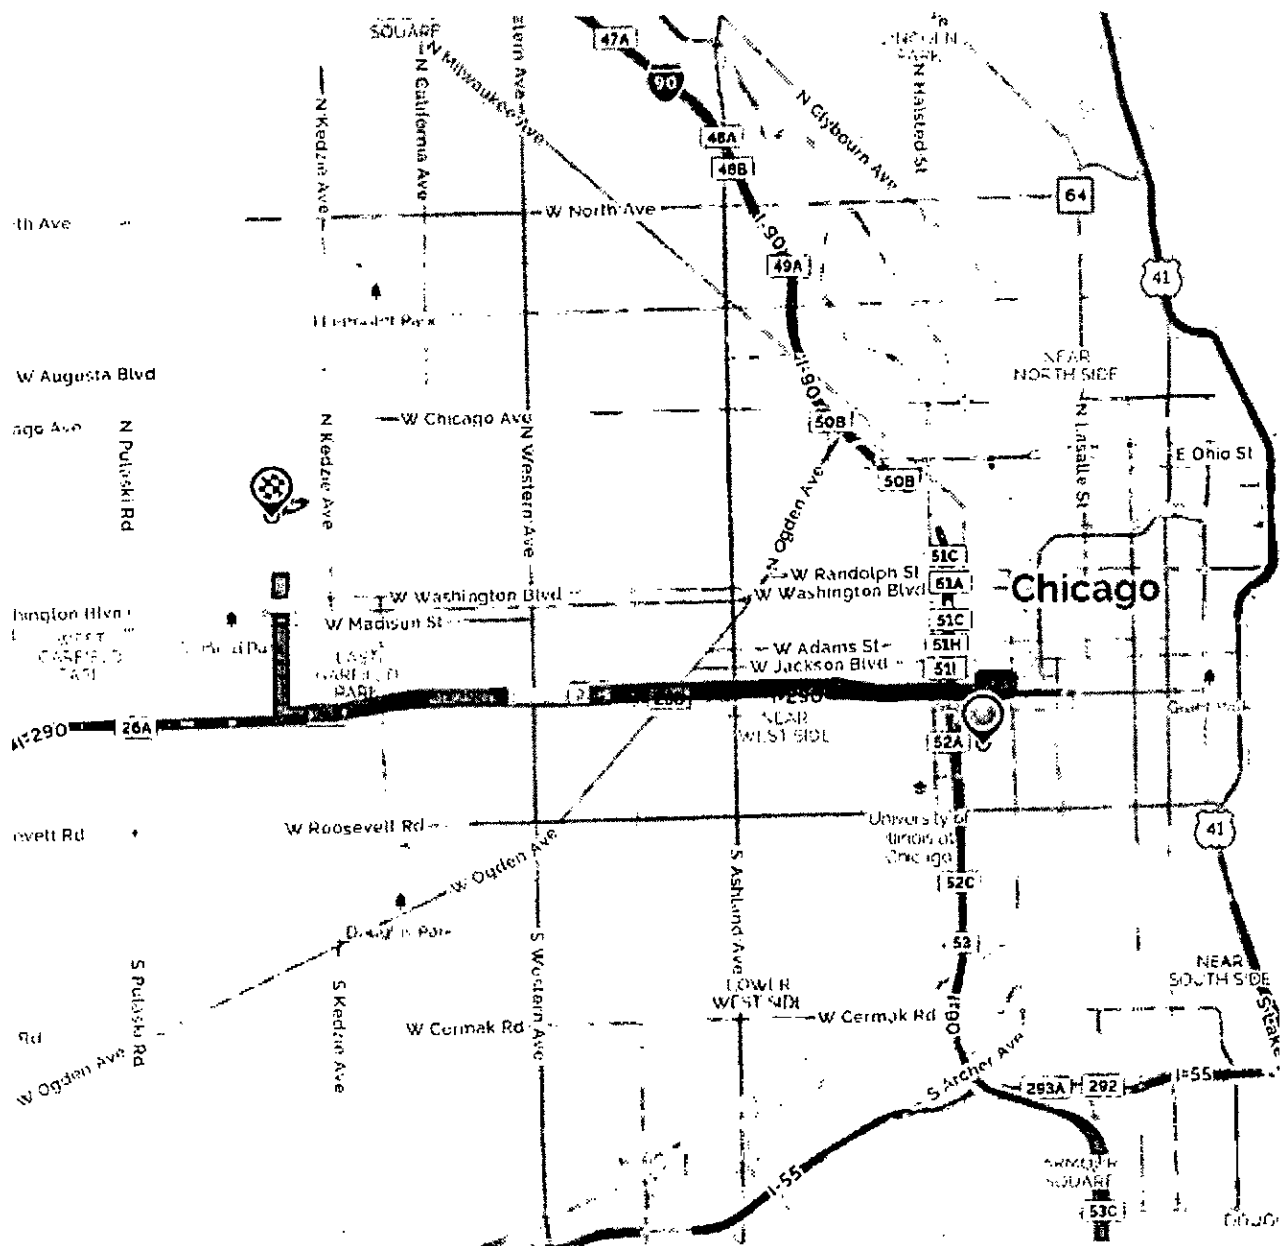 47A
90
N Milwaukee Ave
N California Ave
N Kedzie Ave
N Clybourn Ave
N Halsted St
48A
48B
W North Ave
64
I-90
49A
41
W Augusta Blvd
NEAR
NORTH SIDE
I-90
W Chicago Ave
50B
N Pulaski Rd
N Kedzie Ave
N Western Ave
N Lasalle St
E Ohio St
50B
N Ogden Ave
51C
W Randolph St
51A
Chicago
W Washington Blvd
W Washington Blvd
51C
W Madison St
W Adams St
51H
W Jackson Blvd
51I
I-290
I-290
26A
NEAR
WEST SIDE
52A
W Roosevelt Rd
University of
Illinois at
Chicago
41
W Ogden Ave
52C
S Ashland Ave
S Western Ave
53
S Pulaski Rd
S Kedzie Ave
LOWER
WEST SIDE
NEAR
SOUTH SIDE
W Cermak Rd
W Cermak Rd
I-90
Rd
W Ogden Ave
S Archer Ave
293A
292
I-55
I-55
ARMOUR
SQUARE
53C